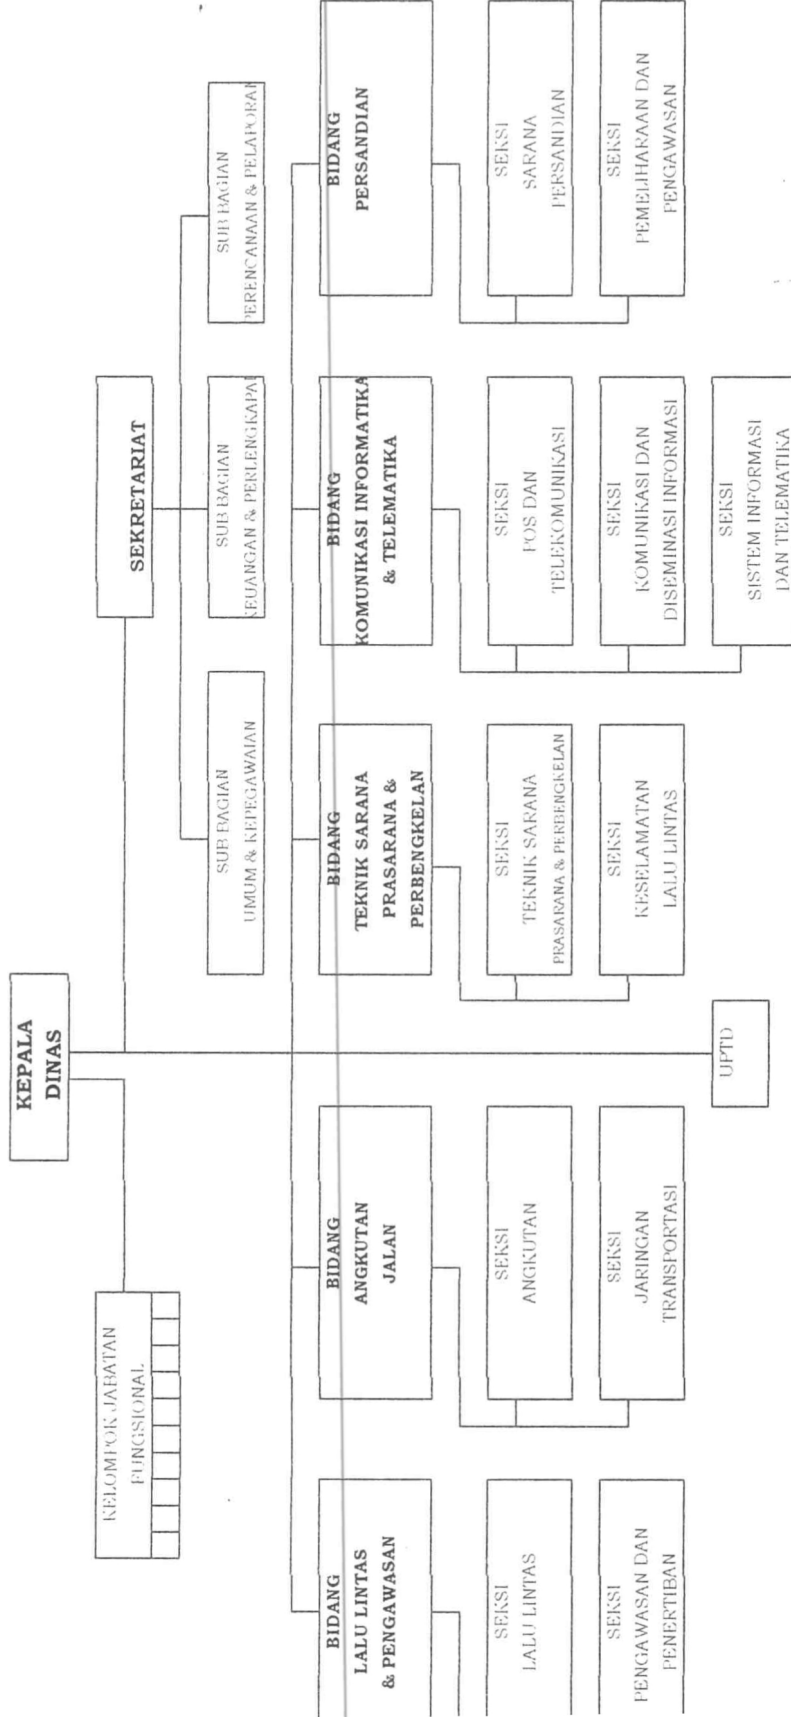 KEPALA
DINAS
KELOMPOK JABATAN
FUNGSIONAL
SEKRETARIAT
SUB BAGIAN
UMUM & KEPEGAWAIAN
SUB BAGIAN
KEUANGAN & PERLENGKAPA
SUB BAGIAN
PERENCANAAN & PELAPORAN
BIDANG
LALU LINTAS
& PENGAWASAN
BIDANG
ANGKUTAN
JALAN
BIDANG
TEKNIK SARANA
PRASARANA &
PERBENGKELAN
BIDANG
KOMUNIKASI INFORMATIKA
& TELEMATIKA
BIDANG
PERSANDIAN
SEKSI
LALU LINTAS
SEKSI
ANGKUTAN
SEKSI
TEKNIK SARANA
PRASARANA & PERBENGKELAN
SEKSI
POS DAN
TELEKOMUNIKASI
SEKSI
SARANA
PERSANDIAN
SEKSI
PENGAWASAN DAN
PENERTIBAN
SEKSI
JARINGAN
TRANSPORTASI
SEKSI
KESELAMATAN
LALU LINTAS
SEKSI
KOMUNIKASI DAN
DISEMINASI INFORMASI
SEKSI
PEMELIHARAAN DAN
PENGAWASAN
UPTD
SEKSI
SISTEM INFORMASI
DAN TELEMATIKA